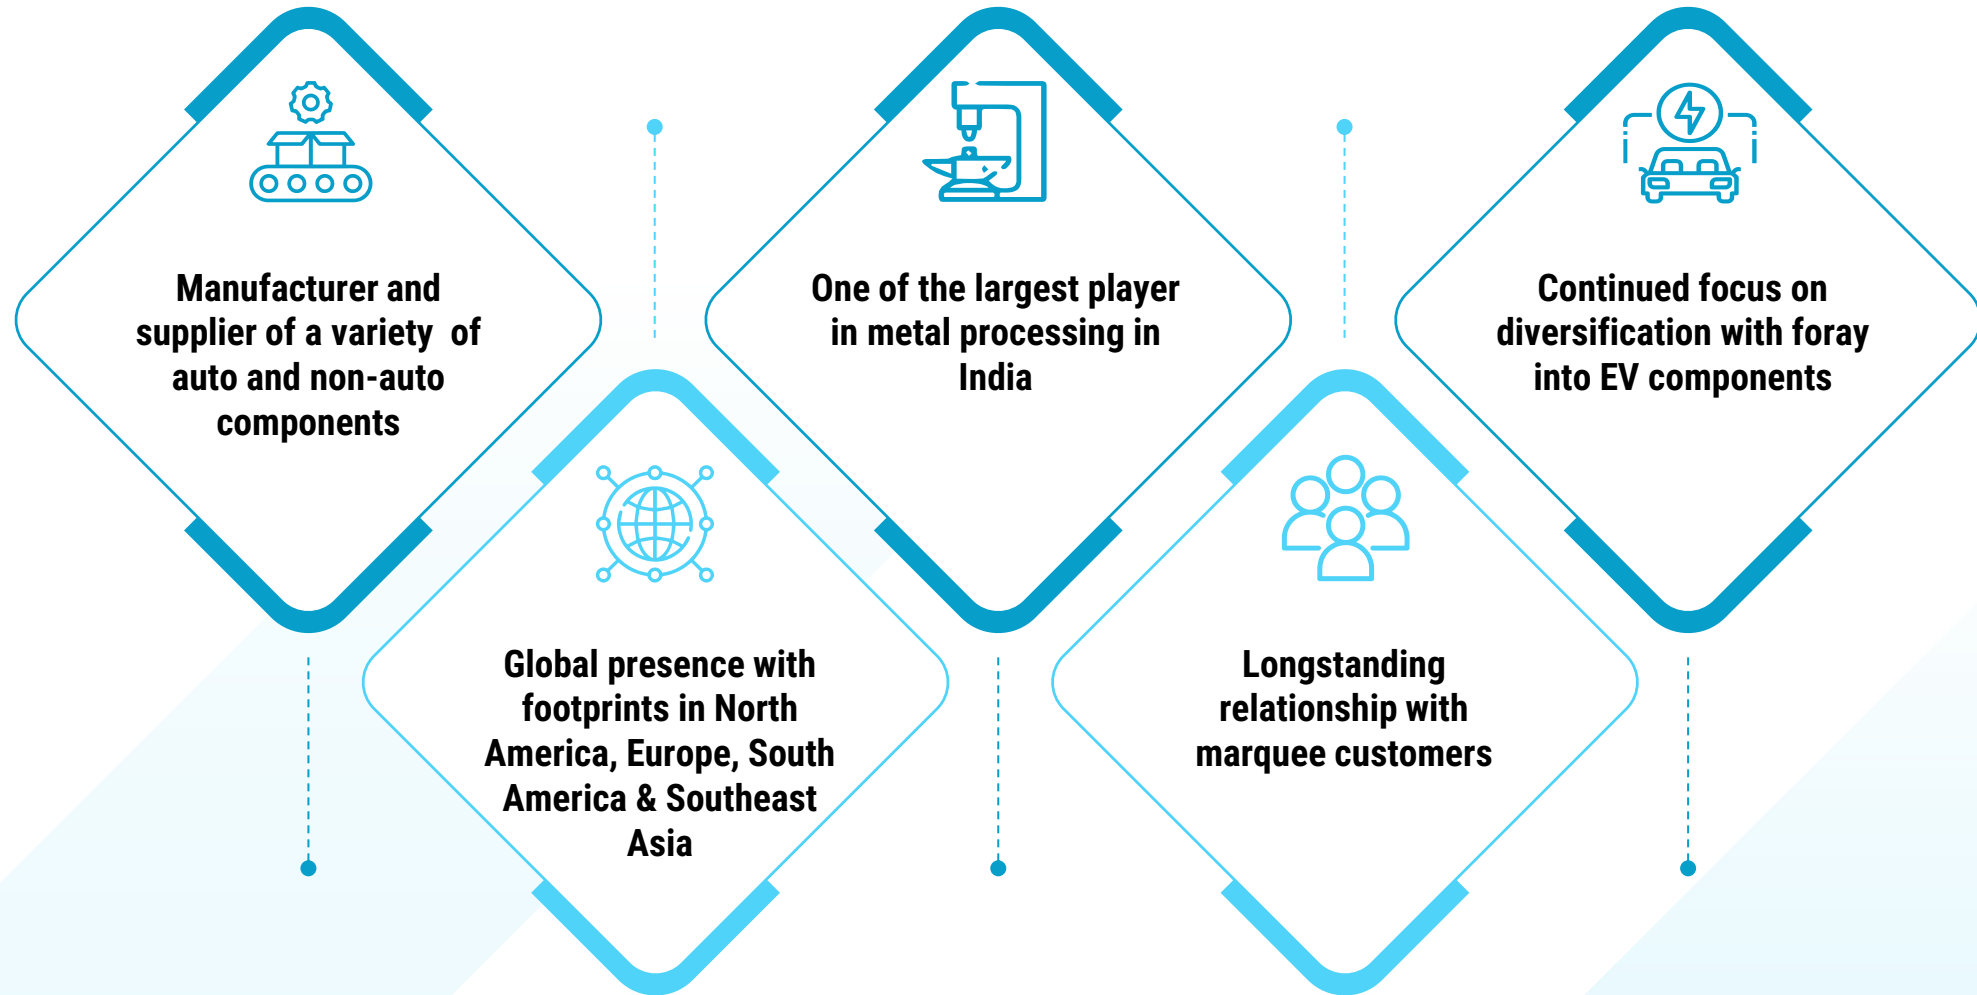 Manufacturer and
supplier of a variety of
auto and non-auto
components
One of the largest player
in metal processing in
India
Continued focus on
diversification with foray
into EV components
Global presence with
footprints in North
America, Europe, South
America & Southeast
Asia
Longstanding
relationship with
marquee customers